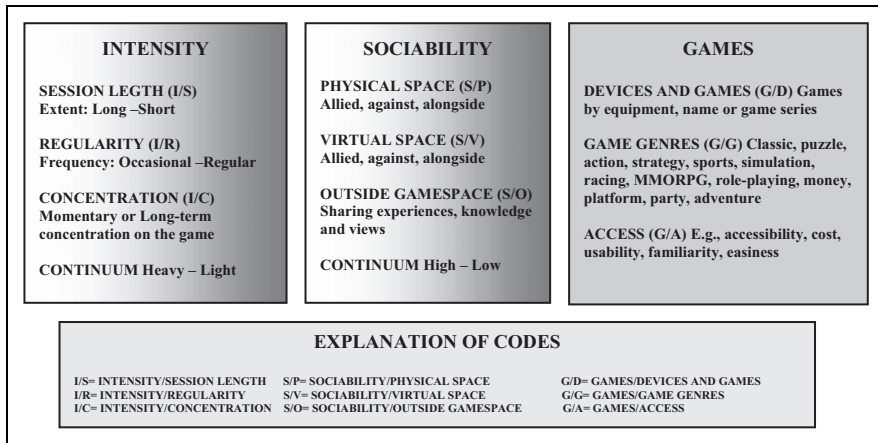 INTENSITY
SESSION LEGTH (I/S)
Extent: Long –Short
REGULARITY (I/R)
Frequency: Occasional –Regular
CONCENTRATION (I/C)
Momentary or Long-term
concentration on the game
CONTINUUM Heavy – Light
SOCIABILITY
PHYSICAL SPACE (S/P)
Allied, against, alongside
VIRTUAL SPACE (S/V)
Allied, against, alongside
OUTSIDE GAMESPACE (S/O)
Sharing experiences, knowledge
and views
CONTINUUM High – Low
GAMES
DEVICES AND GAMES (G/D) Games
by equipment, name or game series
GAME GENRES (G/G) Classic, puzzle,
action, strategy, sports, simulation,
racing, MMORPG, role-playing, money,
platform, party, adventure
ACCESS (G/A) E.g., accessibility, cost,
usability, familiarity, easiness
EXPLANATION OF CODES
I/S= INTENSITY/SESSION LENGTH S/P= SOCIABILITY/PHYSICAL SPACE G/D= GAMES/DEVICES AND GAMES
I/R= INTENSITY/REGULARITY S/V= SOCIABILITY/VIRTUAL SPACE G/G= GAMES/GAME GENRES
I/C= INTENSITY/CONCENTRATION S/O= SOCIABILITY/OUTSIDE GAMESPACE G/A= GAMES/ACCESS